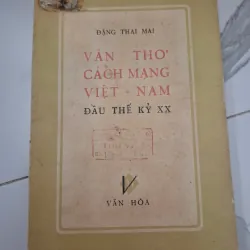 ĐẶNG THAI MAI
VĂN THƠ
CÁCH MẠNG
VIỆT - NAM
ĐẦU THẾ KỶ XX
VĂN HÓA